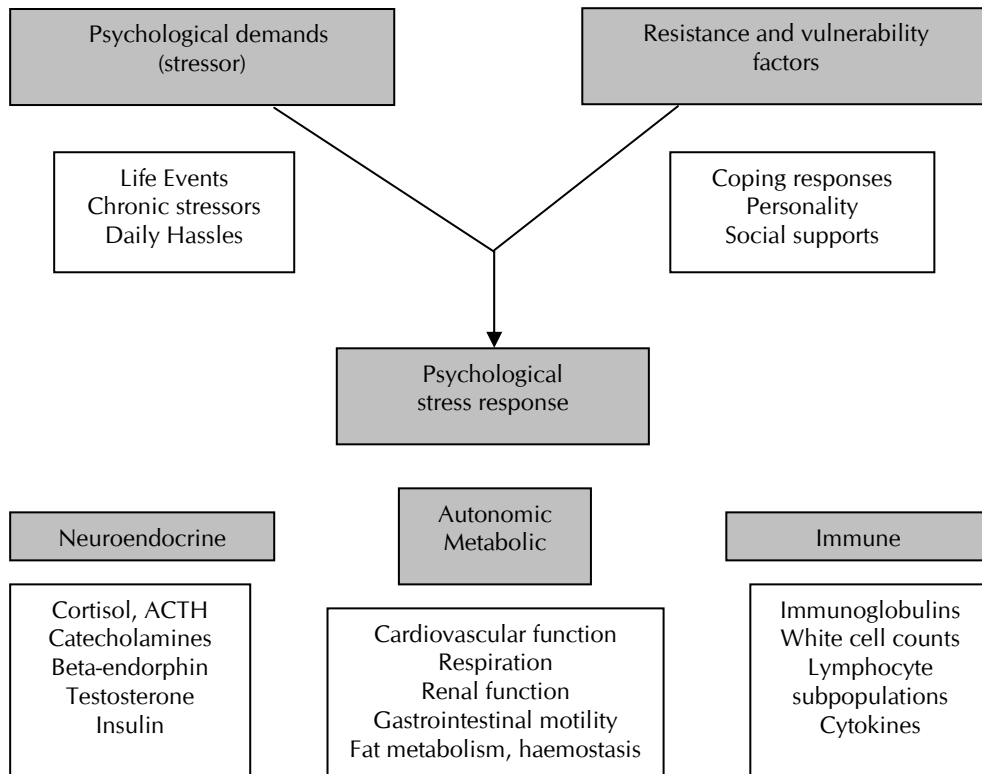 Psychological demands
(stressor)
Resistance and vulnerability
factors
Life Events
Chronic stressors
Daily Hassles
Coping responses
Personality
Social supports
Psychological
stress response
Neuroendocrine
Autonomic
Metabolic
Immune
Cortisol, ACTH
Catecholamines
Beta-endorphin
Testosterone
Insulin
Cardiovascular function
Respiration
Renal function
Gastrointestinal motility
Fat metabolism, haemostasis
Immunoglobulins
White cell counts
Lymphocyte
subpopulations
Cytokines